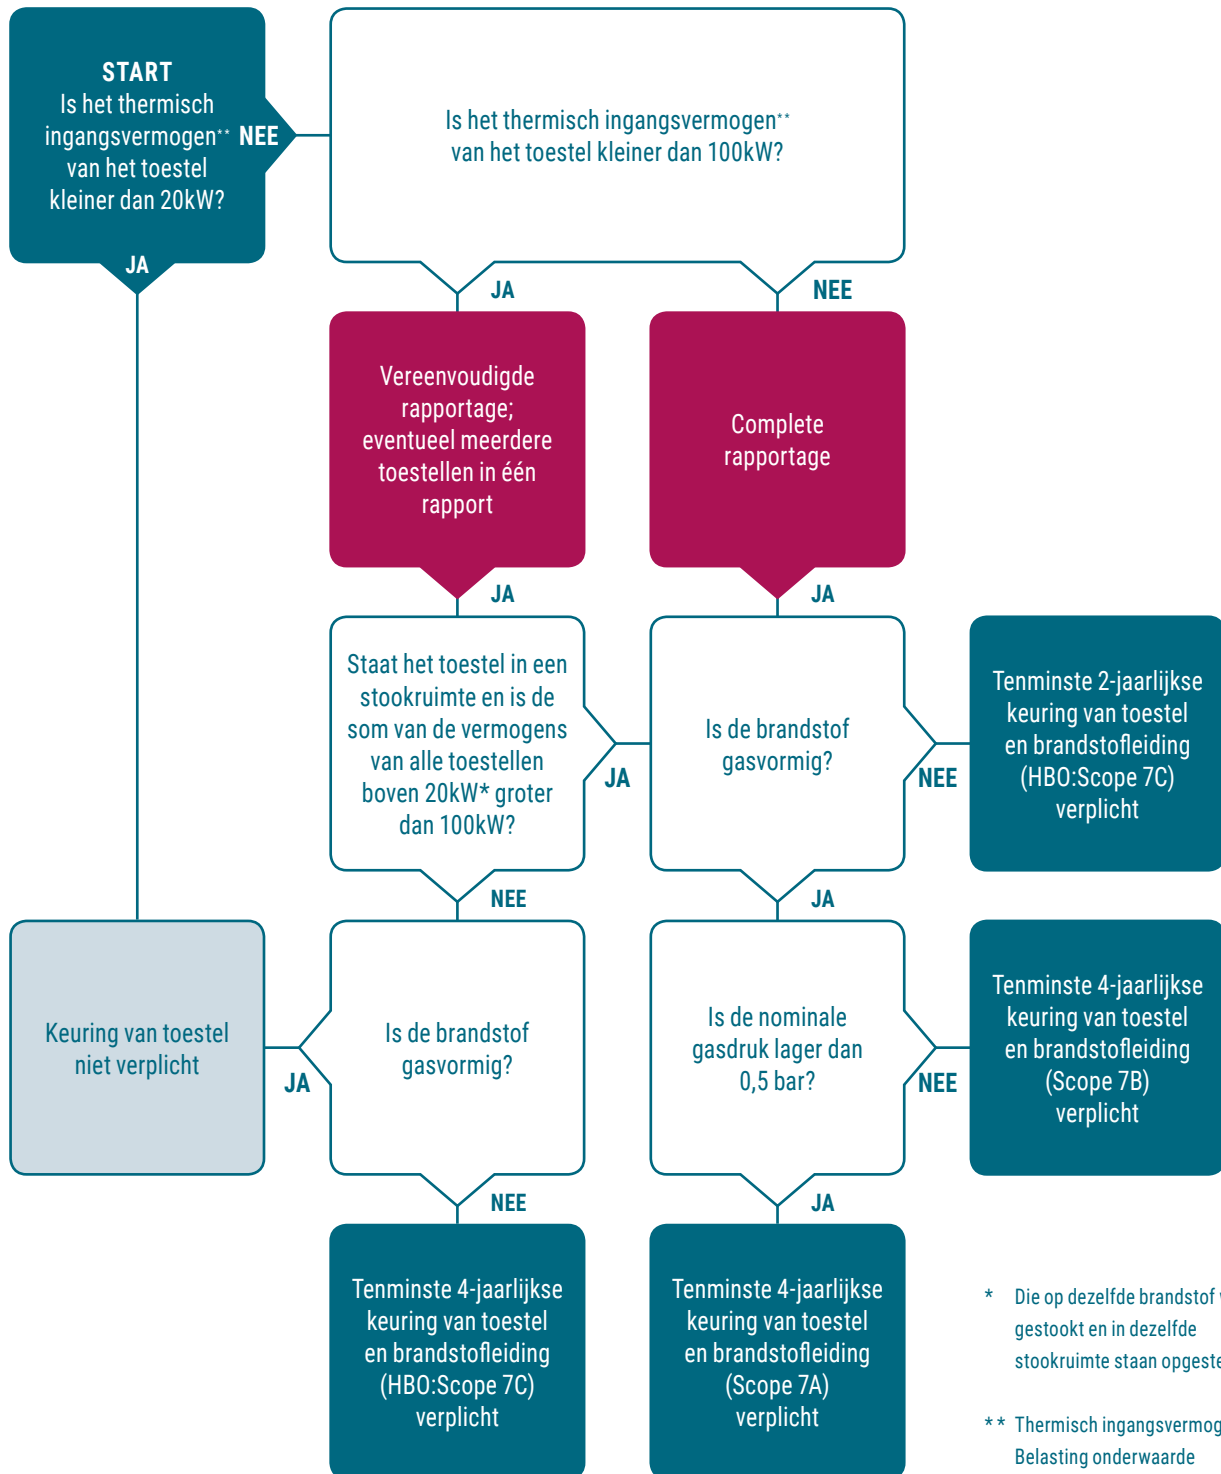 START
Is het thermisch
ingangsvermogen**
van het toestel
kleiner dan 20kW?
NEE
JA
Is het thermisch ingangsvermogen**
van het toestel kleiner dan 100kW?
JA
NEE
Vereenvoudigde
rapportage;
eventueel meerdere
toestellen in één
rapport
Complete
rapportage
JA
JA
Staat het toestel in een
stookruimte en is de
som van de vermogens
van alle toestellen
boven 20kW* groter
dan 100kW?
JA
Is de brandstof
gasvormig?
NEE
Tenminste 2-jaarlijkse
keuring van toestel
en brandstofleiding
(HBO:Scope 7C)
verplicht
NEE
JA
Keuring van toestel
niet verplicht
JA
Is de brandstof
gasvormig?
Is de nominale
gasdruk lager dan
0,5 bar?
NEE
Tenminste 4-jaarlijkse
keuring van toestel
en brandstofleiding
(Scope 7B)
verplicht
NEE
JA
Tenminste 4-jaarlijkse
keuring van toestel
en brandstofleiding
(HBO:Scope 7C)
verplicht
Tenminste 4-jaarlijkse
keuring van toestel
en brandstofleiding
(Scope 7A)
verplicht
* Die op dezelfde brandstof
gestookt en in dezelfde
stookruimte staan
** Thermisch
Belasting onderwaarde